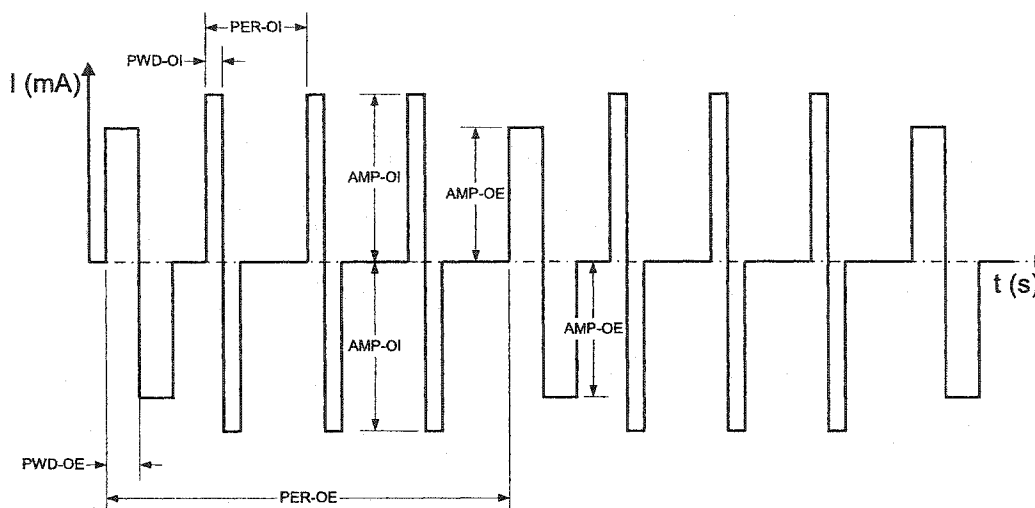 PER-OI
PWD-OI
I (mA)
AMP-OI
AMP-OE
t (s)
AMP-OI
AMP-OE
PWD-OE
PER-OE